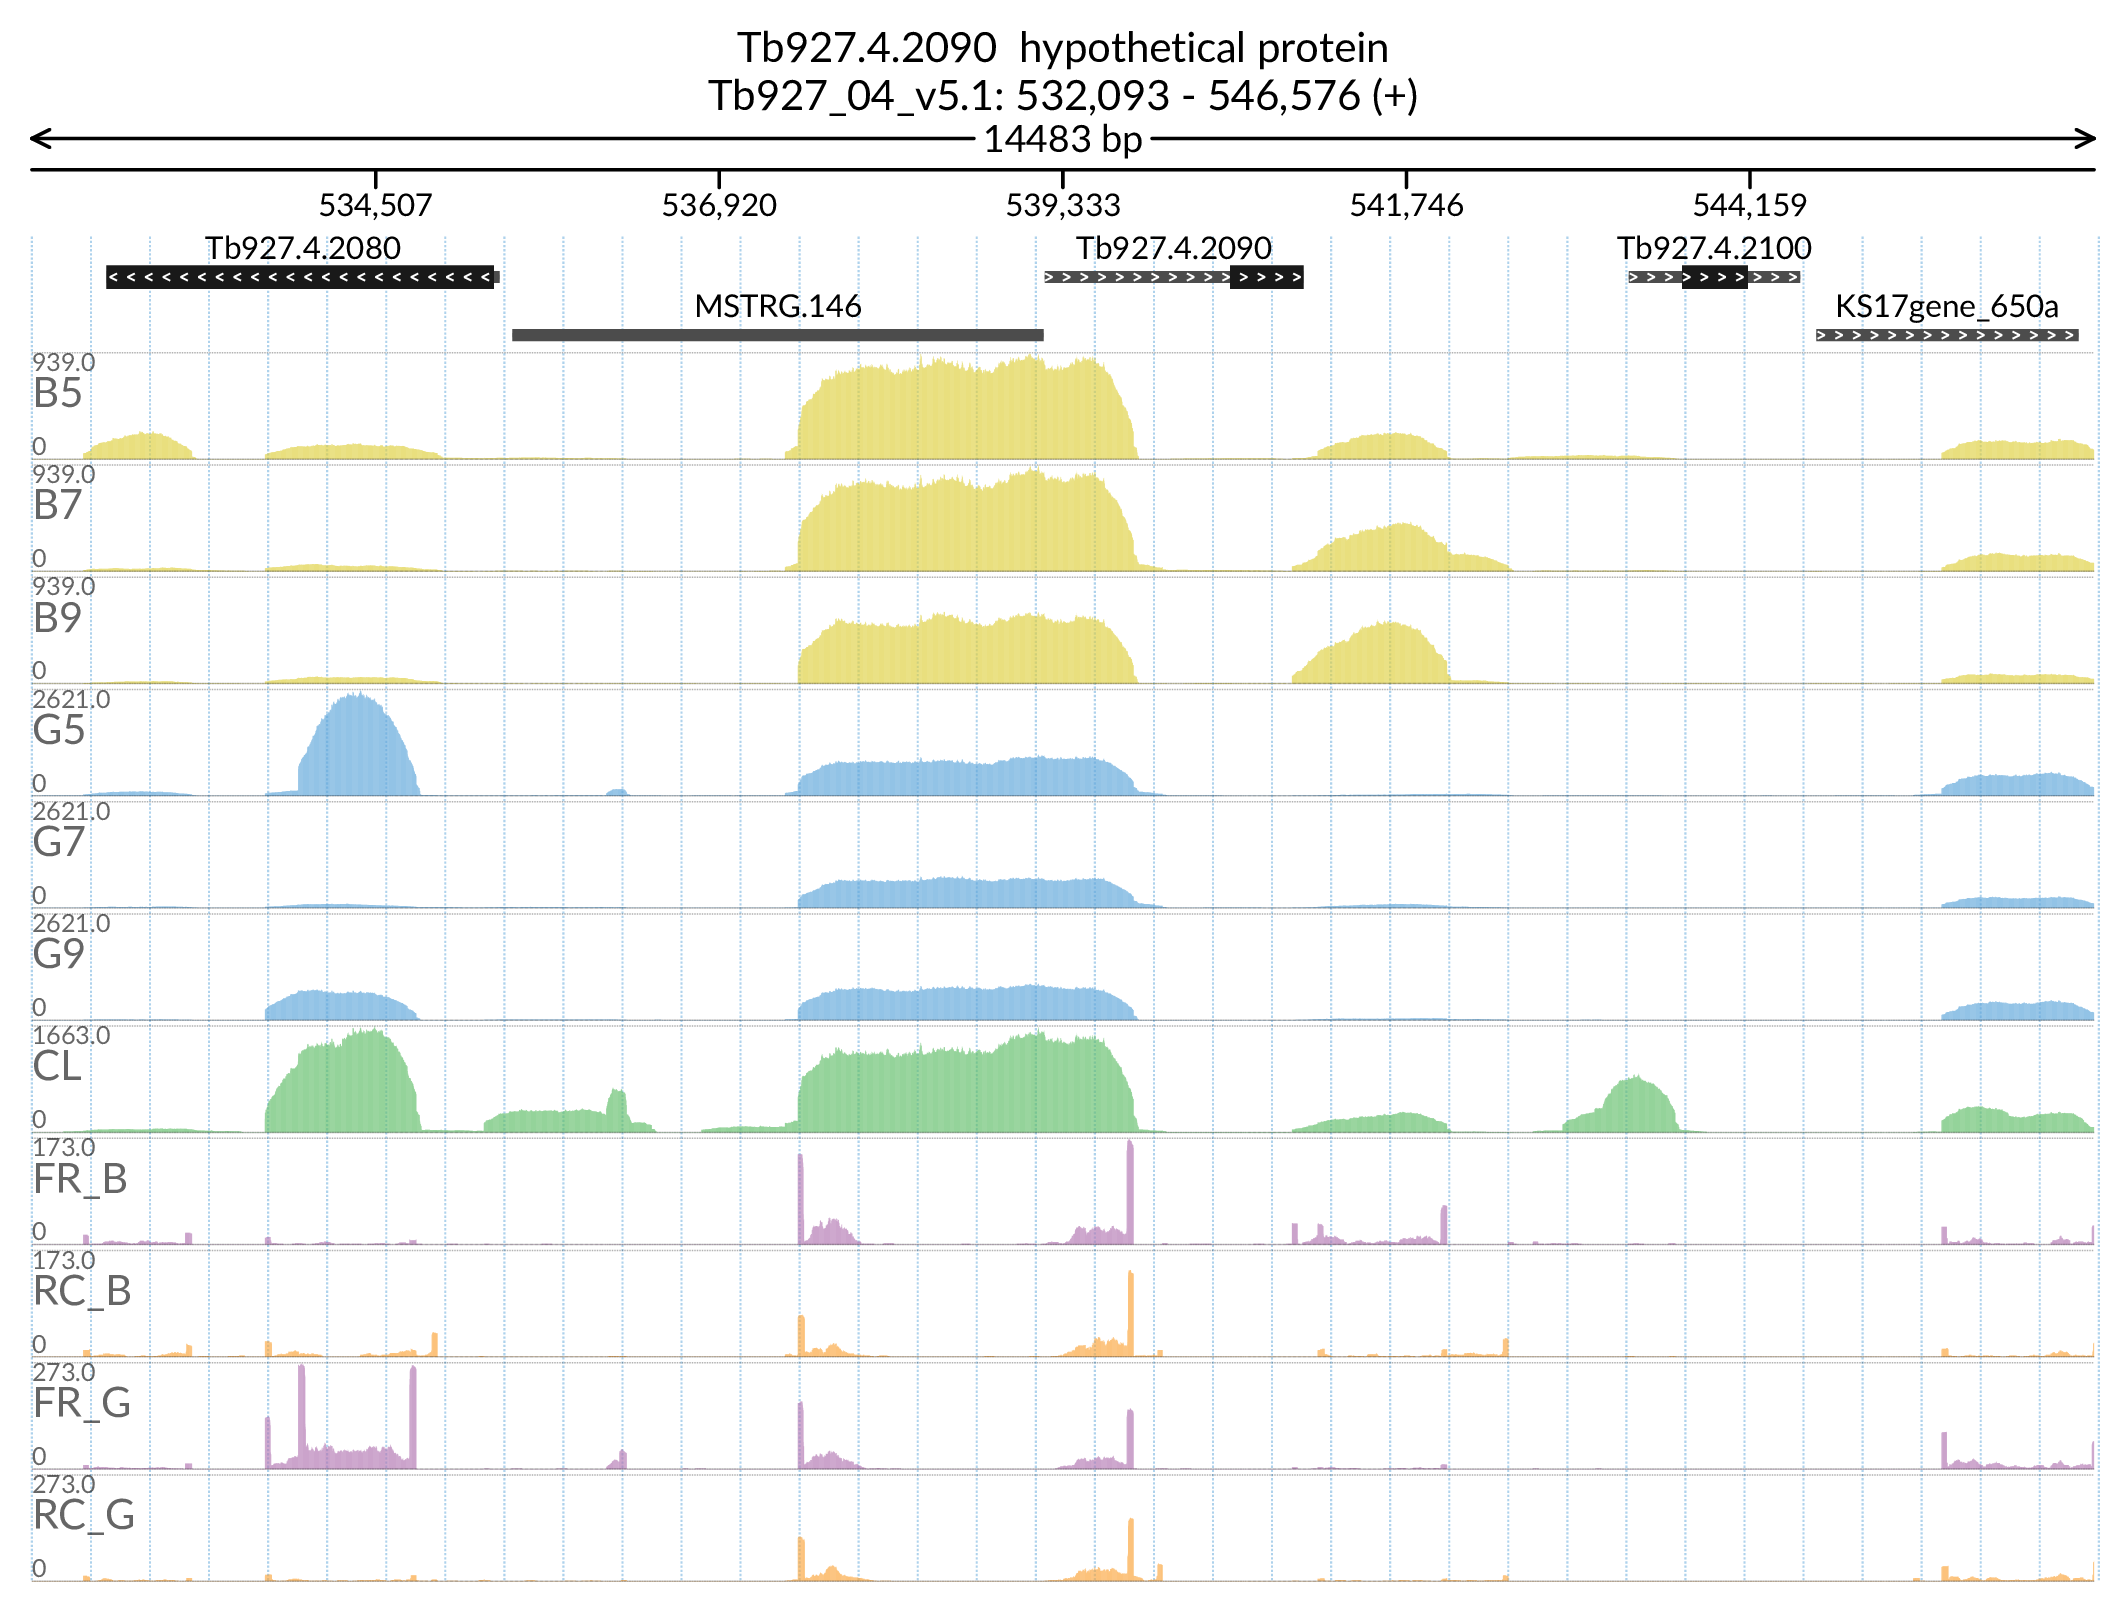 Tb927.4.2090  hypothetical protein
Tb927_04_v5.1: 532,093 - 546,576 (+)
14483 bp
534,507 536,920 539,333 541,746 544,159
Tb927.4.2080 Tb927.4.2090 Tb927.4.2100
MSTRG.146 KS17gene_650a
939.0
B5
0
939.0
B7
0
939.0
B9
0
2621.0
G5
0
2621.0
G7
0
2621.0
G9
0
1663.0
CL
0
173.0
FR_B
0
173.0
RC_B
0
273.0
FR_G
0
273.0
RC_G
0